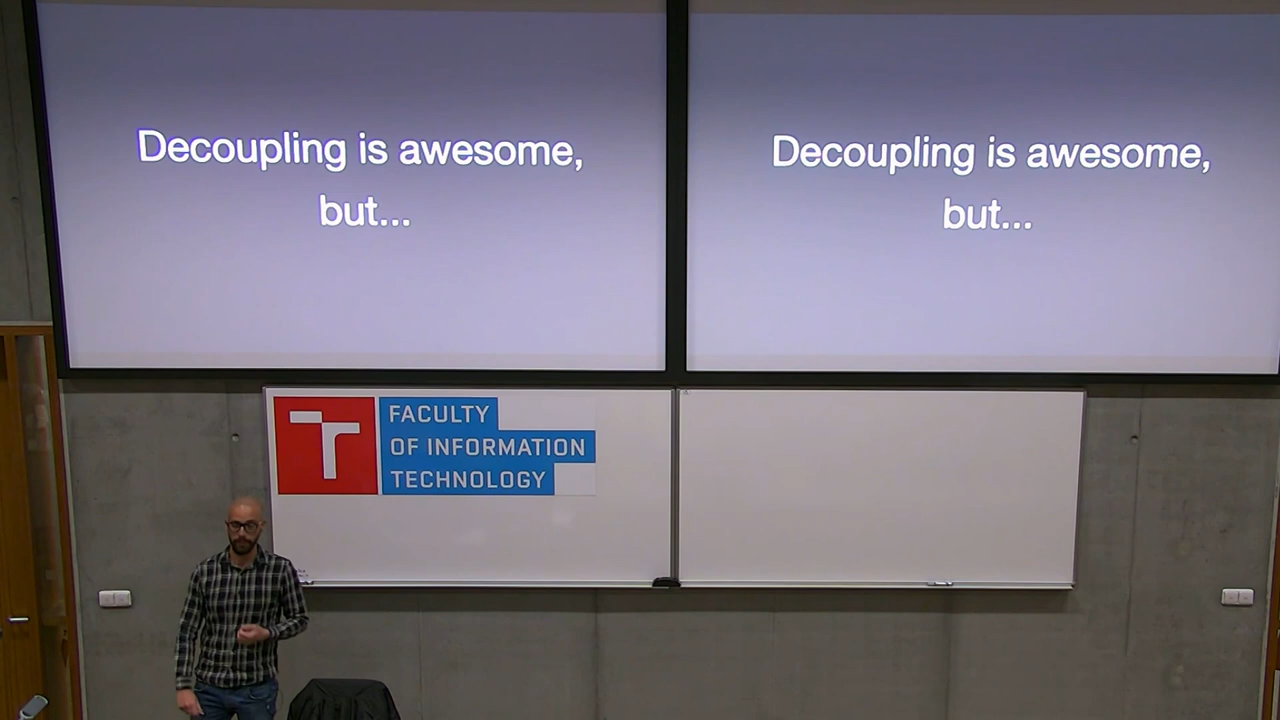 Decoupling is awesome,
but...
Decoupling is awesome,
but...
FACULTY
OF INFORMATION
TECHNOLOGY